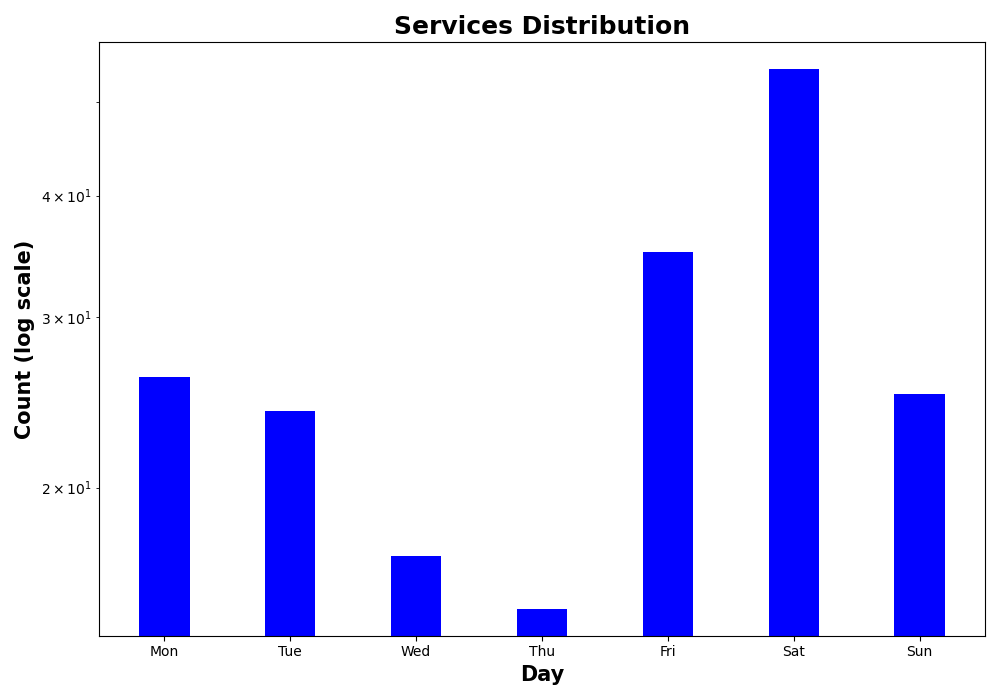 Services Distribution
Count (log scale)
4 × 10¹
3 × 10¹
2 × 10¹
Mon Tue Wed Thu Fri Sat Sun
Day